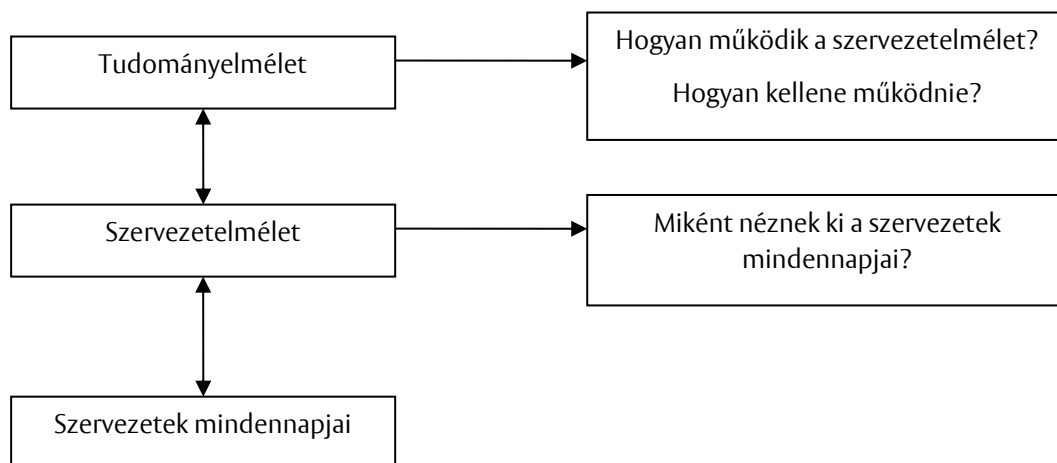 Tudományelmélet
Hogyan működik a szervezetelmélet?
Hogyan kellene működnie?
Szervezetelmélet
Miként néznek ki a szervezetek
mindennapjai?
Szervezetek mindennapjai